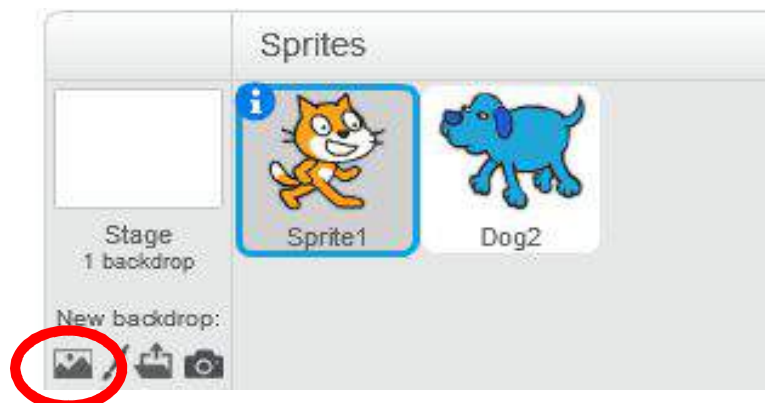 Sprites
i
Sprite1
Dog2
Stage
1 backdrop
New backdrop: